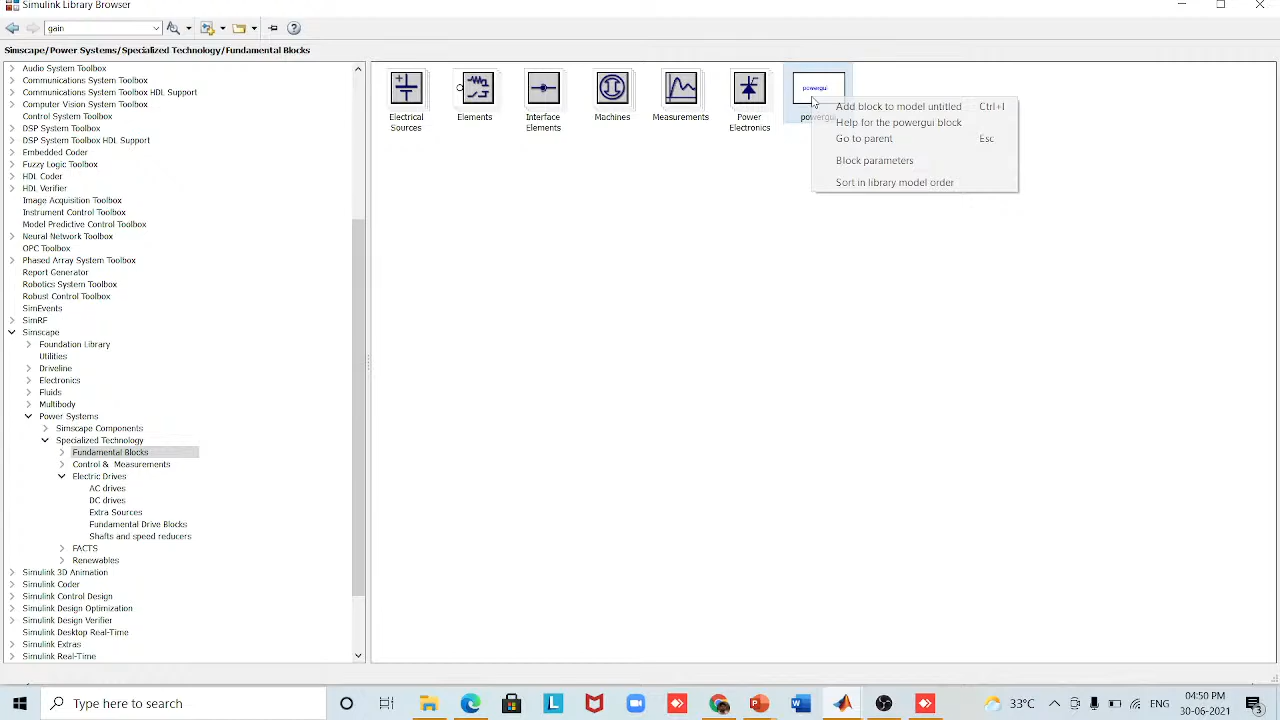 Simulink Library Browser
gain
Simscape/Power Systems/Specialized Technology/Fundamental Blocks
Audio System Toolbox
Communications System Toolbox
Communications System Toolbox HDL Support
Computer Vision System Toolbox
Control System Toolbox
DSP System Toolbox
DSP System Toolbox HDL Support
Embedded Coder
Fuzzy Logic Toolbox
HDL Coder
HDL Verifier
Image Acquisition Toolbox
Instrument Control Toolbox
Model Predictive Control Toolbox
Neural Network Toolbox
OPC Toolbox
Phased Array System Toolbox
Report Generator
Robotics System Toolbox
Robust Control Toolbox
SimEvents
SimRF
Simscape
Foundation Library
Utilities
Driveline
Electronics
Fluids
Multibody
Power Systems
Simscape Components
Specialized Technology
Fundamental Blocks
Control & Measurements
Electric Drives
AC drives
DC drives
Extra Sources
Fundamental Drive Blocks
Shafts and speed reducers
FACTS
Renewables
Simulink 3D Animation
Simulink Coder
Simulink Control Design
Simulink Design Optimization
Simulink Design Verifier
Simulink Desktop Real-Time
Simulink Extras
Simulink Real-Time
Electrical Sources
Elements
Interface Elements
Machines
Measurements
Power Electronics
powergui
powergui
Add block to model untitled Ctrl+I
Help for the powergui block
Go to parent Esc
Block parameters
Sort in library model order
Type here to search
33°C
04:50 PM
30-06-2021
3